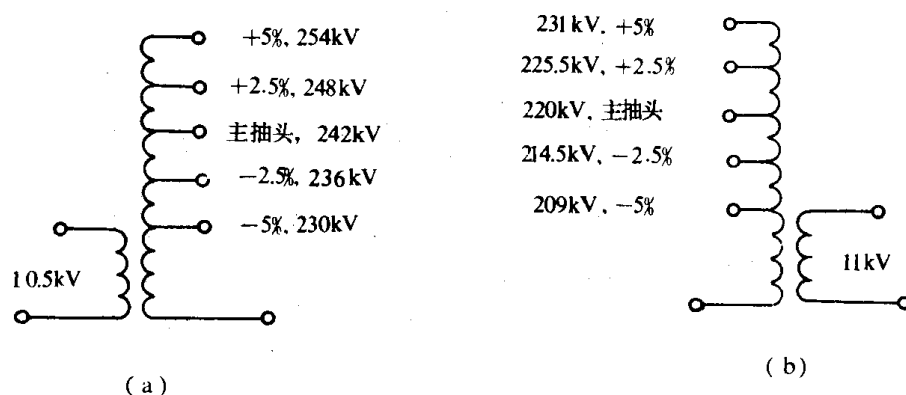 +5%, 254kV
+2.5%, 248kV
主抽头, 242kV
−2.5%, 236kV
−5%, 230kV
10.5kV
(a)
231kV, +5%
225.5kV, +2.5%
220kV, 主抽头
214.5kV, −2.5%
209kV, −5%
11kV
(b)